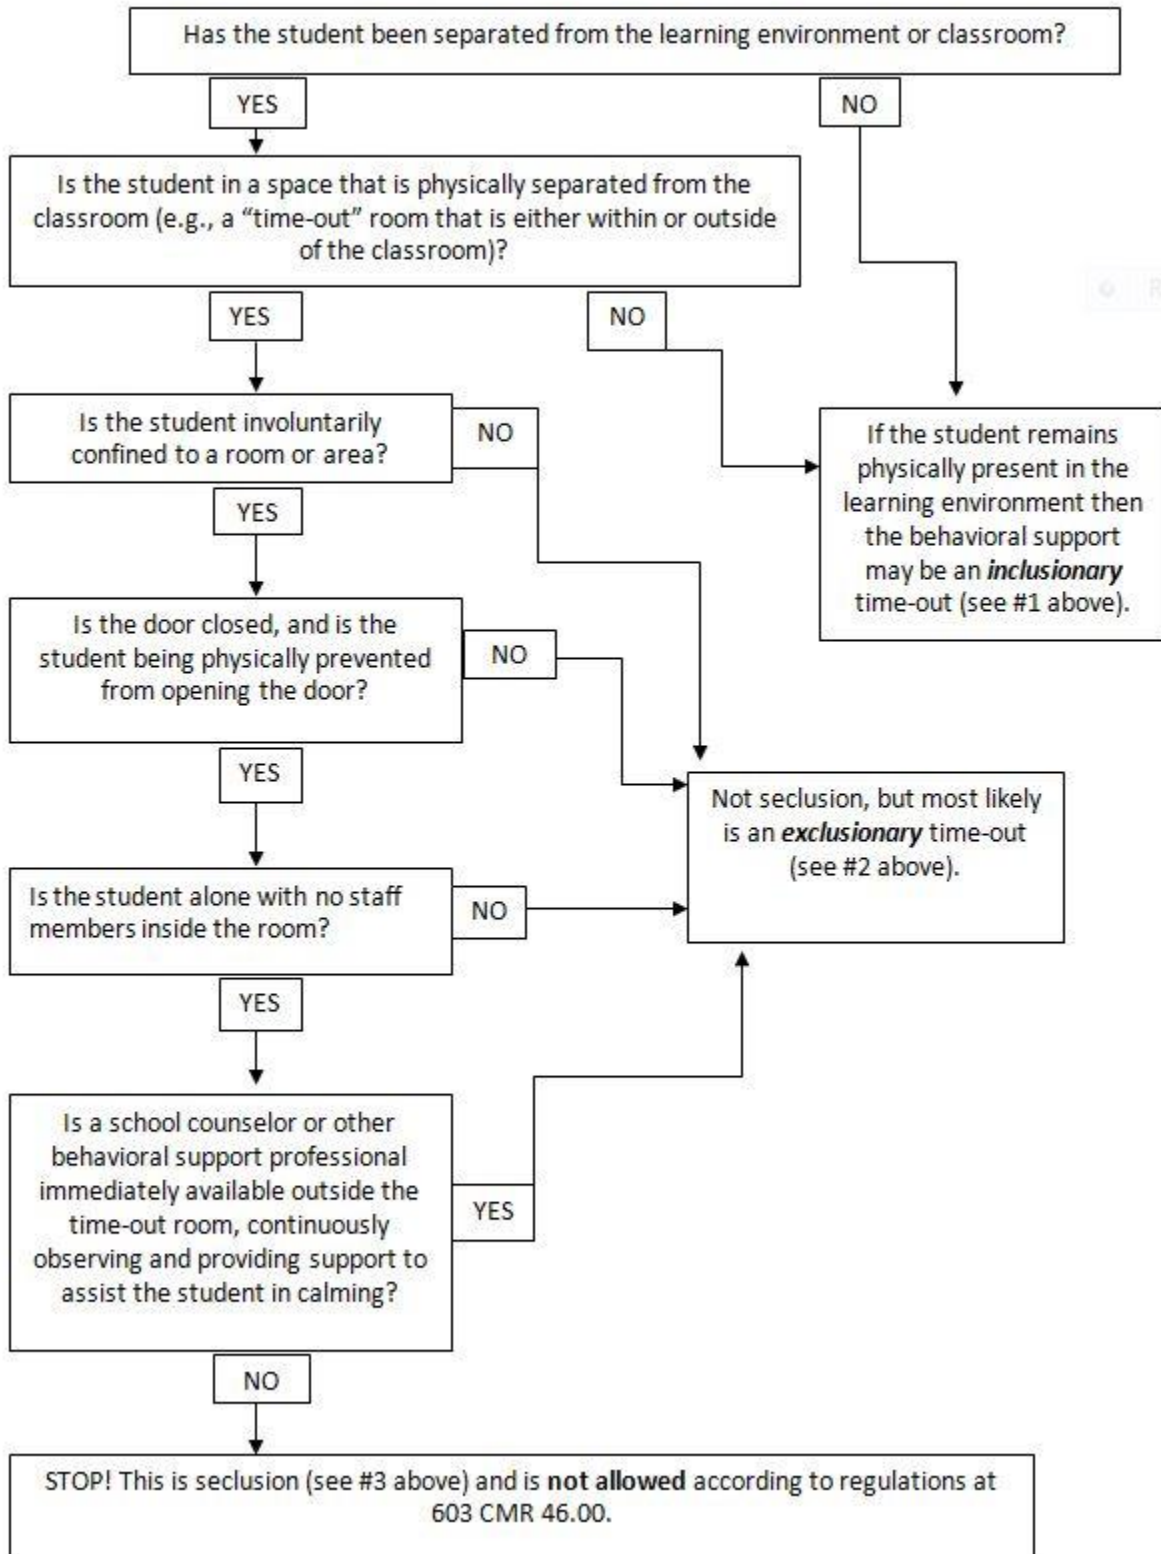 Has the student been separated from the learning environment or classroom?
YES
NO
Is the student in a space that is physically separated from the
classroom (e.g., a “time-out” room that is either within or outside
of the classroom)?
YES
NO
Is the student involuntarily
confined to a room or area?
NO
If the student remains
physically present in the
learning environment then
the behavioral support
may be an inclusionary
time-out (see #1 above).
YES
Is the door closed, and is the
student being physically prevented
from opening the door?
NO
YES
Not seclusion, but most likely
is an exclusionary time-out
(see #2 above).
Is the student alone with no staff
members inside the room?
NO
YES
Is a school counselor or other
behavioral support professional
immediately available outside the
time-out room, continuously
observing and providing support to
assist the student in calming?
YES
NO
STOP! This is seclusion (see #3 above) and is not allowed according to regulations at
603 CMR 46.00.